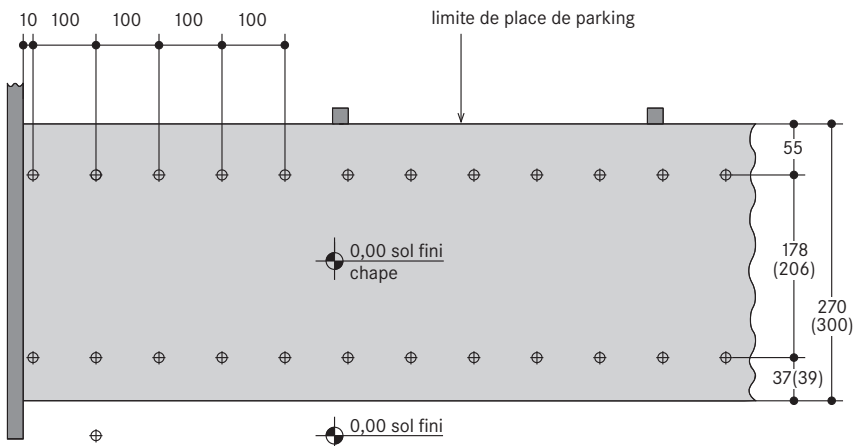 10 100 100 100 100
limite de place de parking
55
0,00 sol fini
chape
178
(206)
270
(300)
37(39)
0,00 sol fini